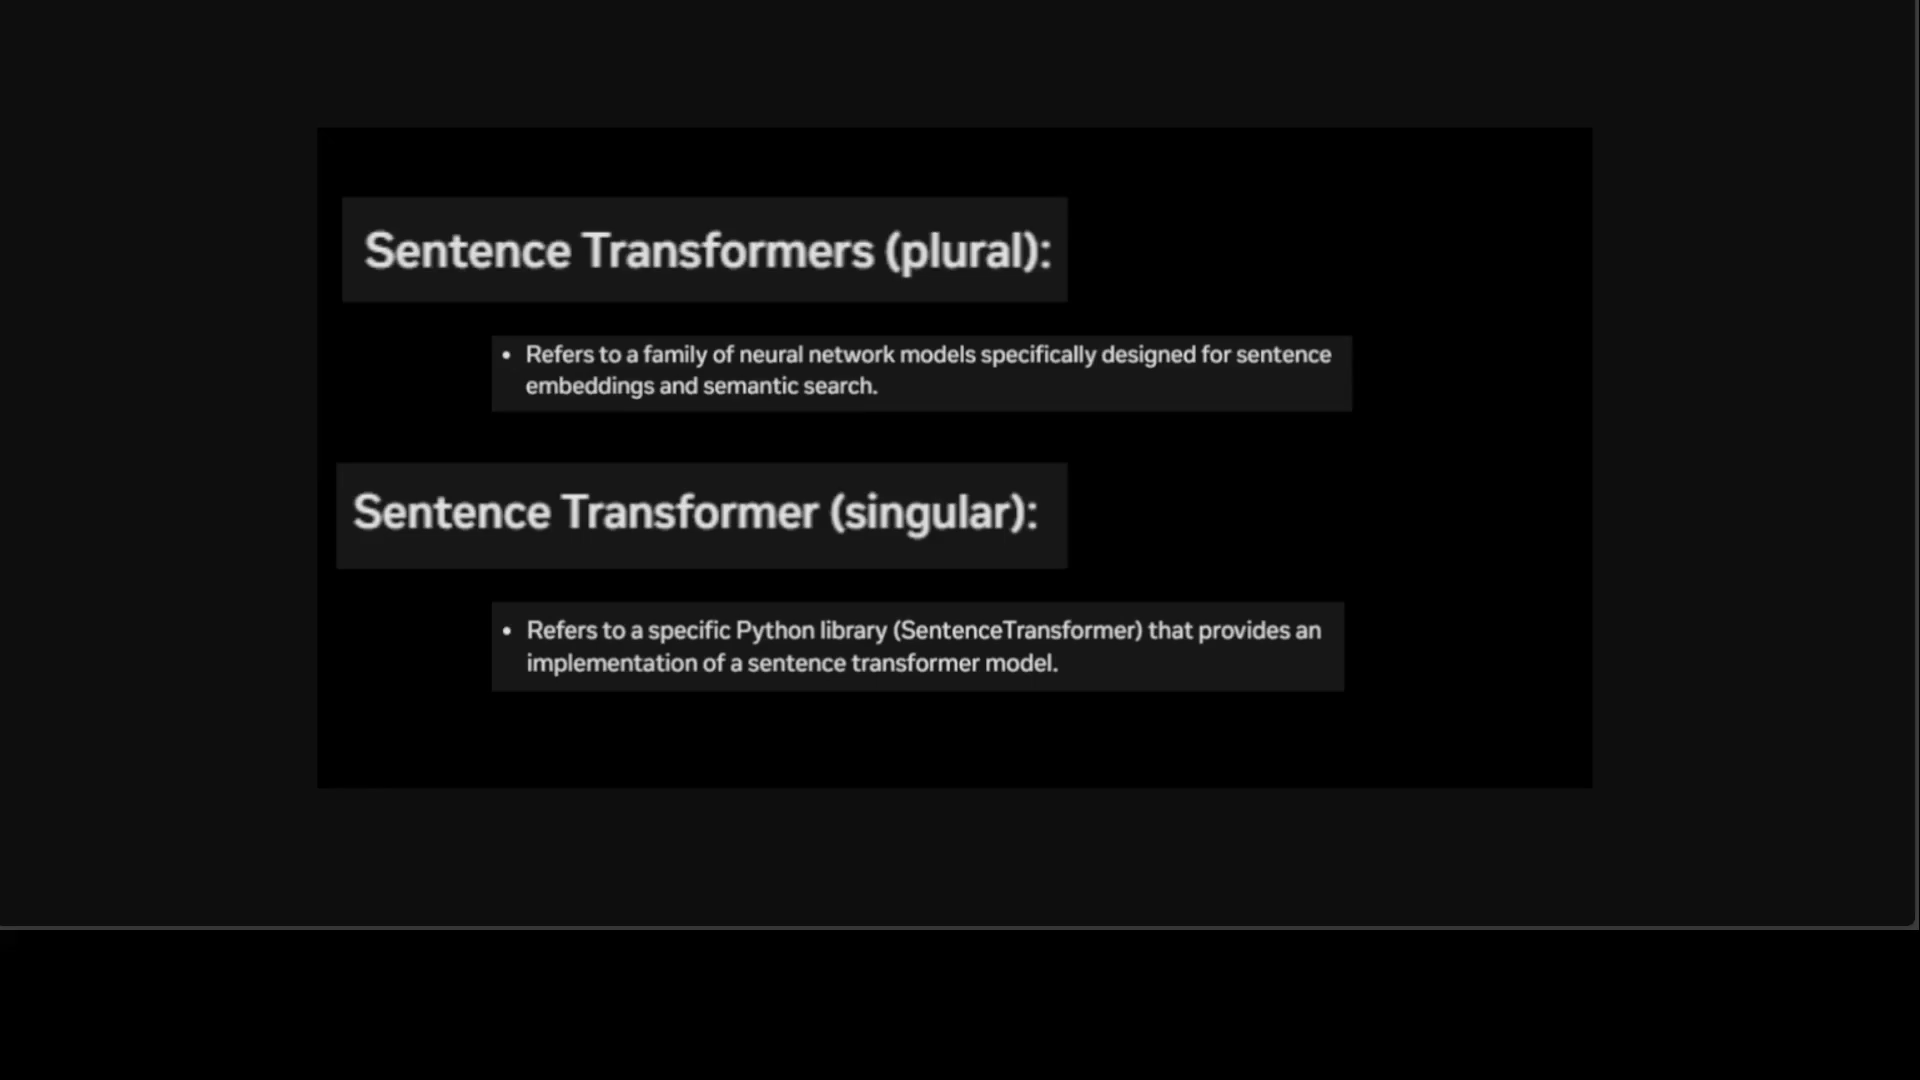 Sentence Transformers (plural):
• Refers to a family of neural network models specifically designed for sentence
embeddings and semantic search.
Sentence Transformer (singular):
• Refers to a specific Python library (SentenceTransformer) that provides an
implementation of a sentence transformer model.